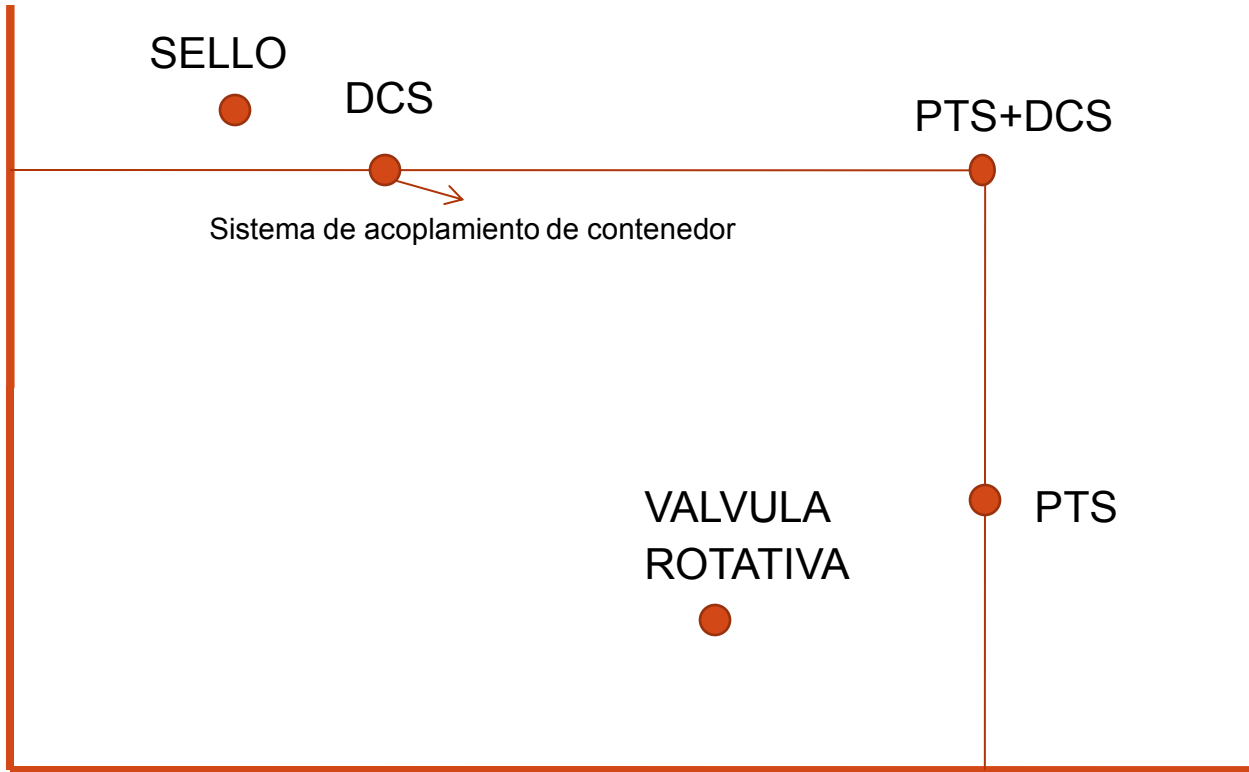 SELLO
DCS
PTS+DCS
Sistema de acoplamiento de contenedor
VALVULA
ROTATIVA
PTS